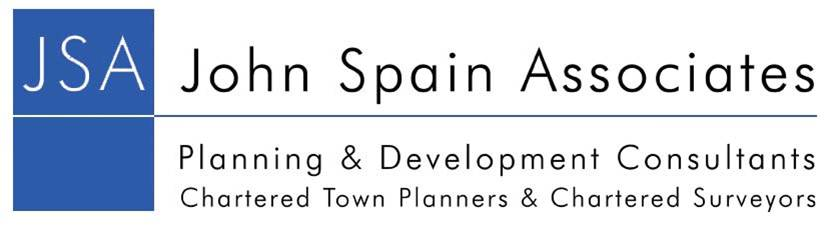 JSA John Spain Associates
Planning & Development Consultants
Chartered Town Planners & Chartered Surveyors